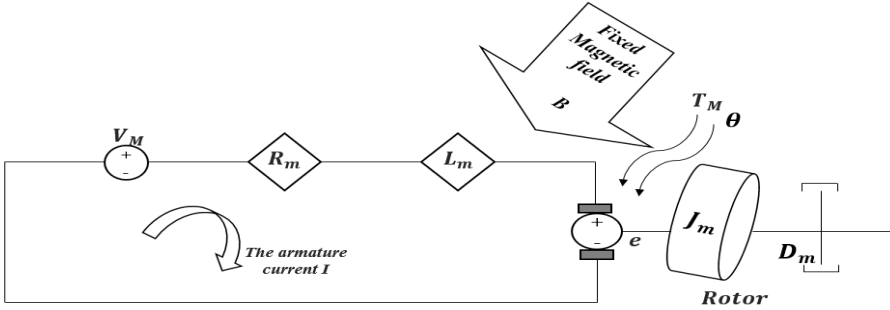 Fixed
Magnetic
field
B
T_M
θ
V_M
+
-
R_m
L_m
+
-
e
J_m
D_m
The armature
current I
Rotor